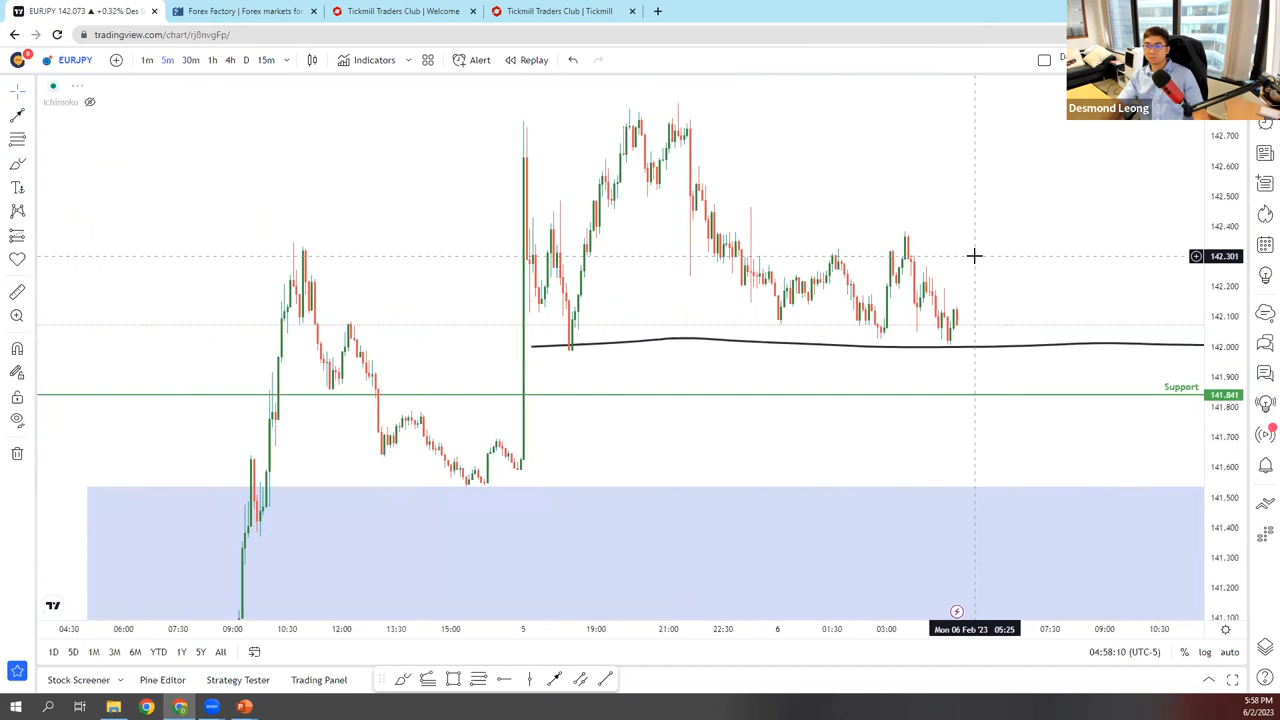 EURJPY 142.073 ▲ +0.32% Des l
Forex Factory | Forex markets fo
Tickmill Traders Club | Welcome
Tickmill Traders Club | Tickmill
tradingview.com/chart/rj8nvgFp/
8
EURJPY
1m 5m 30m 1h 4h D 15m
Indicators
Alert
Replay
Ichimoku
Desmond Leong
142.700
142.600
142.500
142.400
142.301
142.200
142.100
142.000
141.900
Support
141.841
141.800
141.700
141.600
141.500
141.400
141.300
141.200
141.100
04:30 06:00 07:30 09:00 10:30 12:00 13:30 15:00 5 19:00 21:00 22:30 6 01:30 03:00 Mon 06 Feb '23 05:25 07:30 09:00 10:30
1D 5D 1M 3M 6M YTD 1Y 5Y All
04:58:10 (UTC-5) % log auto
Stock Screener Pine Editor Strategy Tester Trading Panel
5:58 PM
6/2/2023